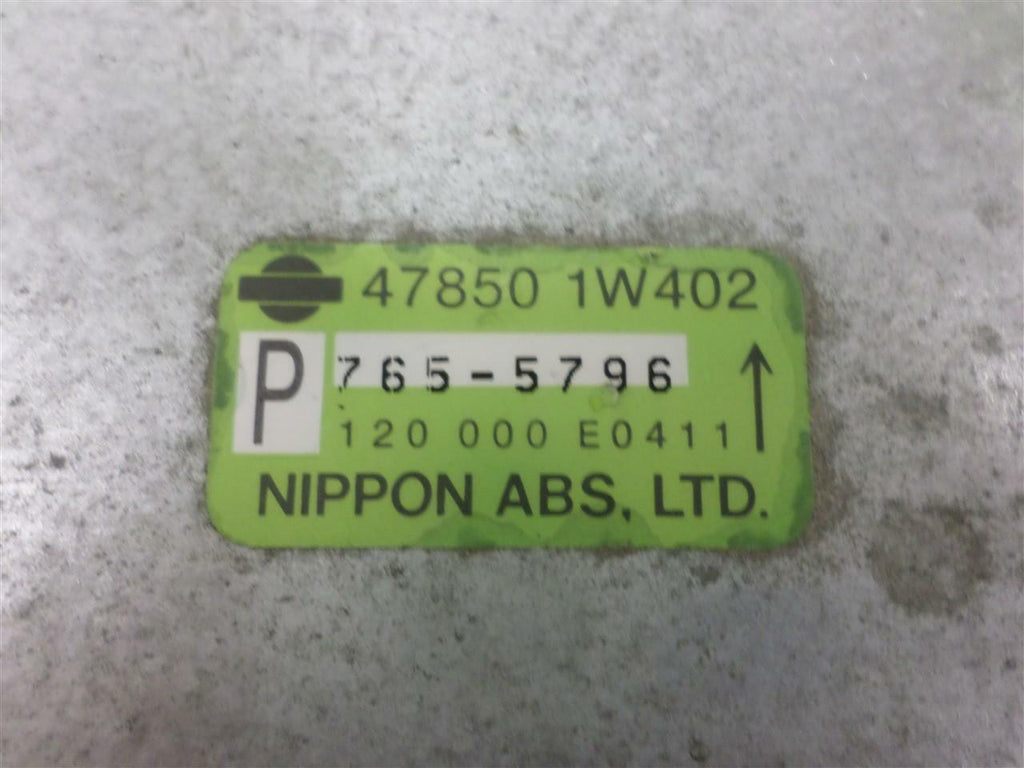 47850 1W402
P 765-5796
120 000 E0411
NIPPON ABS, LTD.